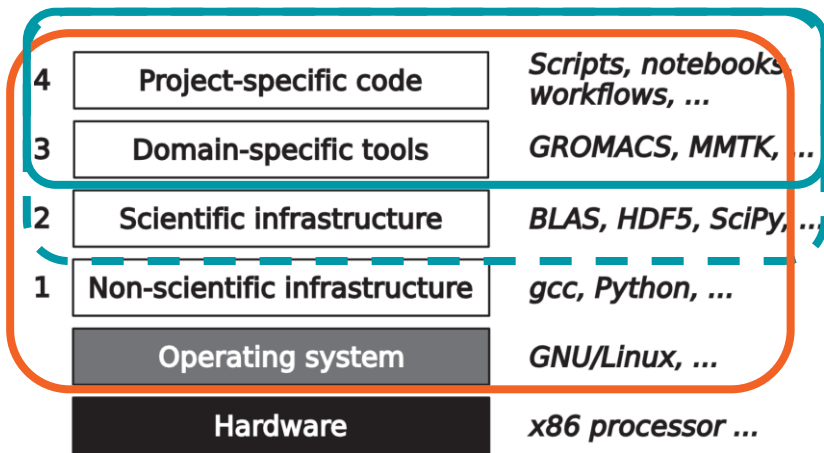 4 Project-specific code Scripts, notebooks, workflows, ...
3 Domain-specific tools GROMACS, MMTK, ...
2 Scientific infrastructure BLAS, HDF5, SciPy, ...
1 Non-scientific infrastructure gcc, Python, ...
Operating system GNU/Linux, ...
Hardware x86 processor ...